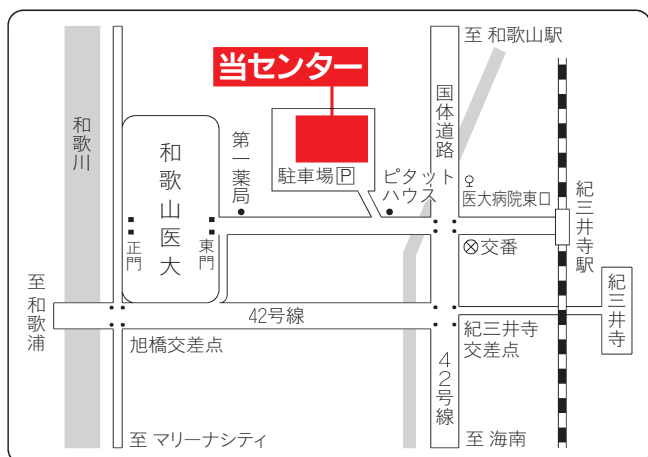 至 和歌山駅
当センター
国体道路
和歌川
和歌山医大
第一薬局
駐車場 P
ピタット
ハウス
医大病院東口
紀三井寺駅
正門
東門
交番
至 和歌浦
紀三井寺
42号線
旭橋交差点
紀三井寺
交差点
42号線
至 マリーナシティ
至 海南